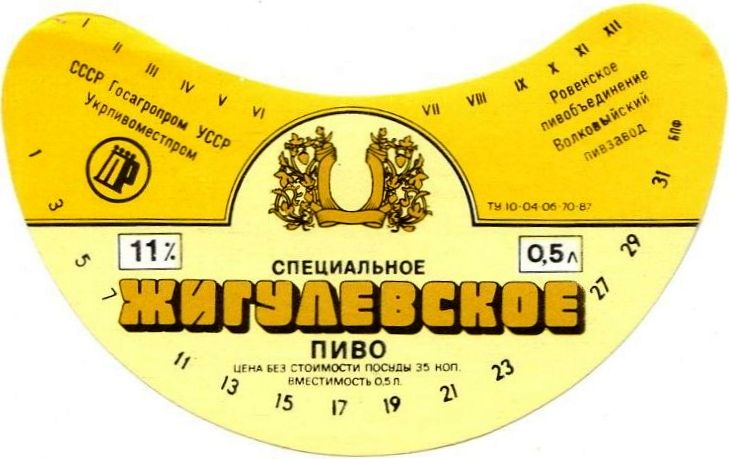 I II III IV V VI VII VIII IX X XI XII
СССР Госагропром УССР
Укрпивоместпром
Ровенское
пивобъединение
Волковыйский
пивзавод
БПФ
ТУ 10-04-06-70-87
11%
0,5 л
СПЕЦИАЛЬНОЕ
ЖИГУЛЕВСКОЕ
ПИВО
ЦЕНА БЕЗ СТОИМОСТИ ПОСУДЫ 35 КОП.
ВМЕСТИМОСТЬ 0,5 Л.
1 3 5 7 11 13 15 17 19 21 23 27 29 31